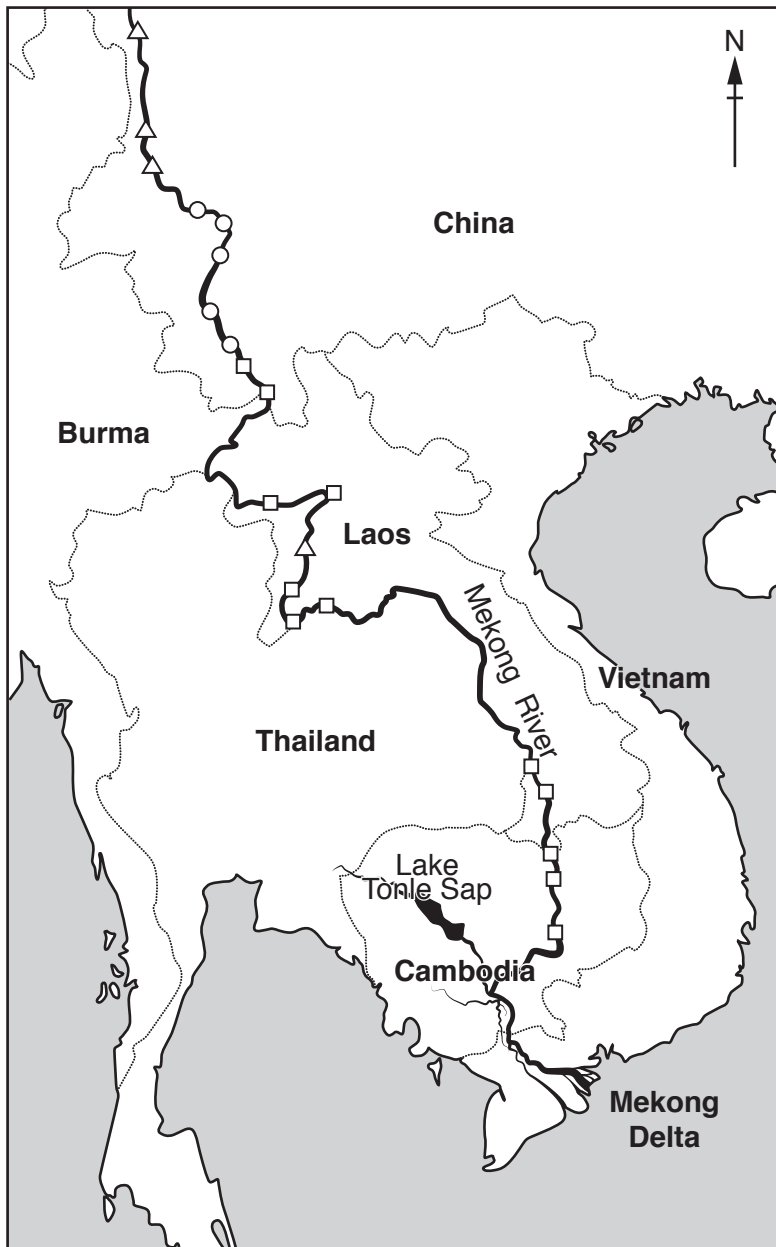 N
China
Burma
Laos
Mekong River
Vietnam
Thailand
Lake
Tonle Sap
Cambodia
Mekong
Delta